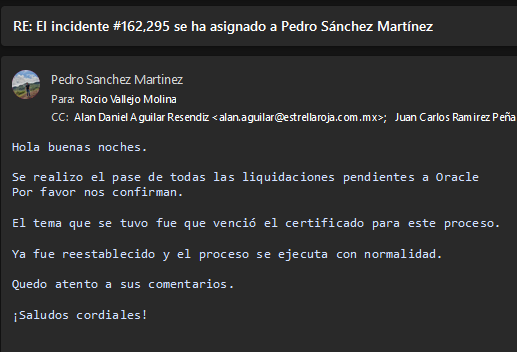 RE: El incidente #162,295 se ha asignado a Pedro Sánchez Martínez
Pedro Sanchez Martinez
Para: Rocio Vallejo Molina
CC: Alan Daniel Aguilar Resendiz <alan.aguilar@estrellaroja.com.mx>; Juan Carlos Ramirez Peña
Hola buenas noches.
Se realizo el pase de todas las liquidaciones pendientes a Oracle
Por favor nos confirman.
El tema que se tuvo fue que venció el certificado para este proceso.
Ya fue reestablecido y el proceso se ejecuta con normalidad.
Quedo atento a sus comentarios.
¡Saludos cordiales!